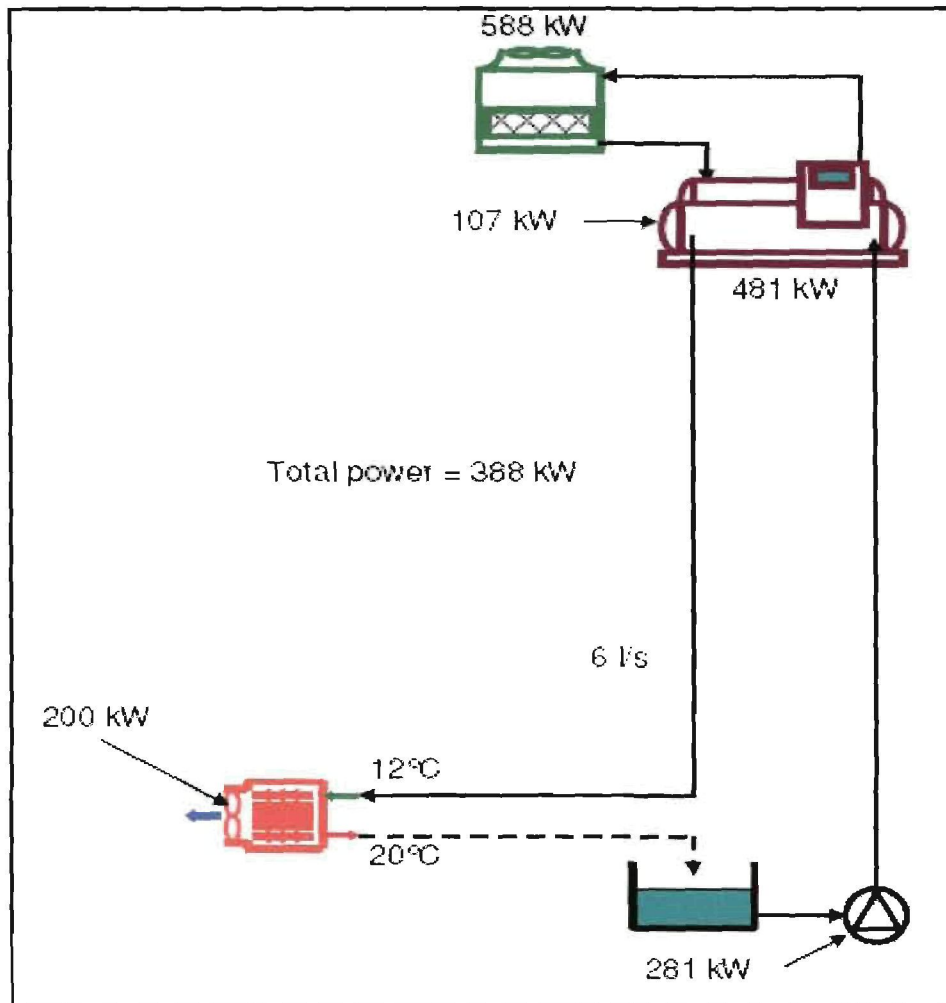 588 kW
107 kW
481 kW
Total power = 388 kW
6 l/s
200 kW
12°C
20°C
281 kW